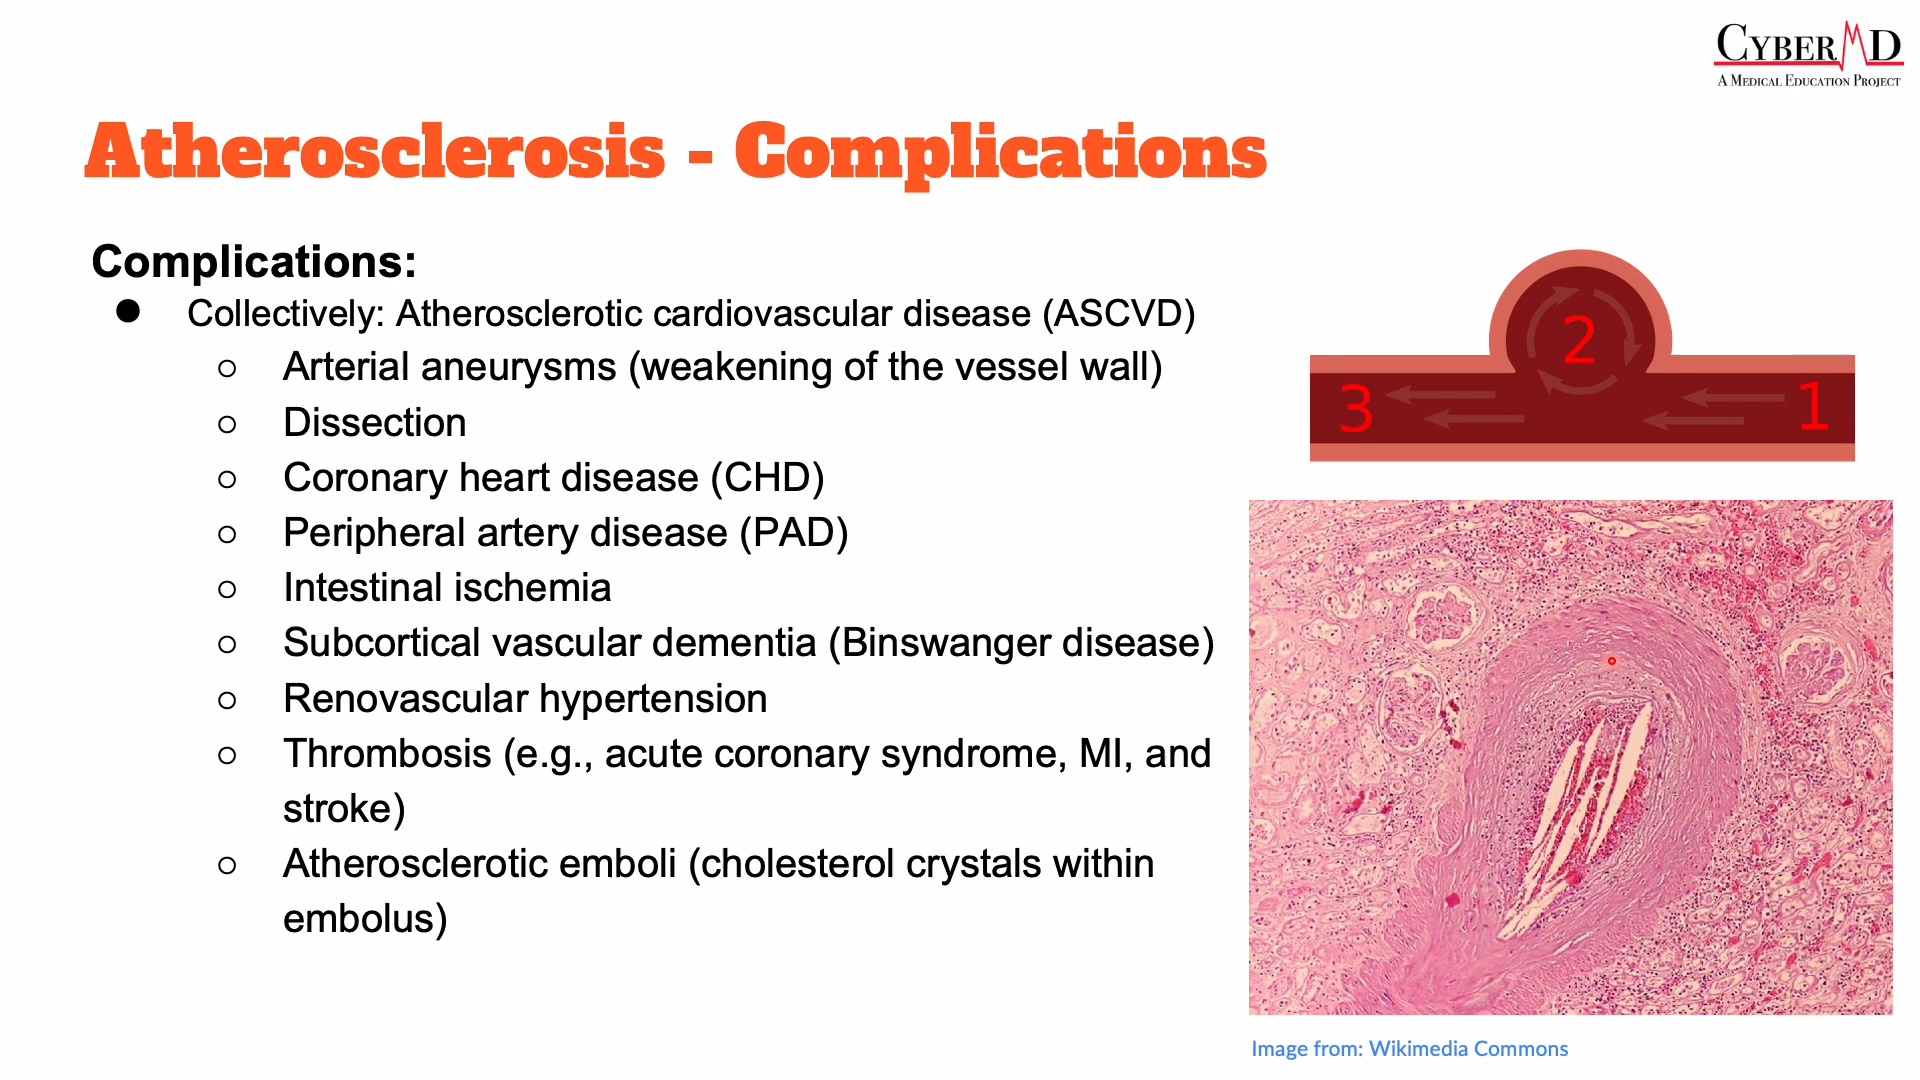 CYBERMD
A MEDICAL EDUCATION PROJECT
Atherosclerosis - Complications
Complications:
● Collectively: Atherosclerotic cardiovascular disease (ASCVD)
○ Arterial aneurysms (weakening of the vessel wall)
○ Dissection
○ Coronary heart disease (CHD)
○ Peripheral artery disease (PAD)
○ Intestinal ischemia
○ Subcortical vascular dementia (Binswanger disease)
○ Renovascular hypertension
○ Thrombosis (e.g., acute coronary syndrome, MI, and
stroke)
○ Atherosclerotic emboli (cholesterol crystals within
embolus)
2
3 1
Image from: Wikimedia Commons